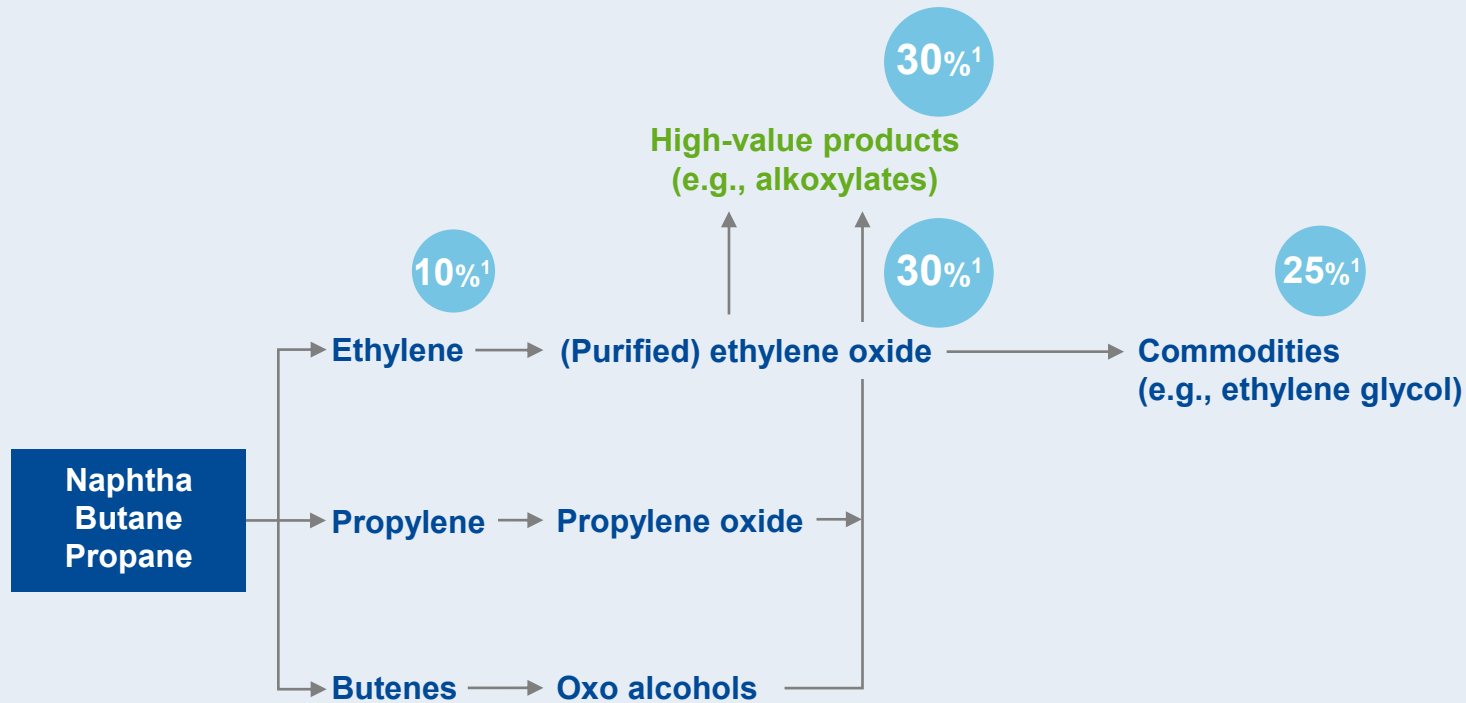 30%¹
High-value products
(e.g., alkoxylates)
10%¹
30%¹
25%¹
Ethylene
(Purified) ethylene oxide
Commodities
(e.g., ethylene glycol)
Naphtha
Butane
Propane
Propylene
Propylene oxide
Butenes
Oxo alcohols